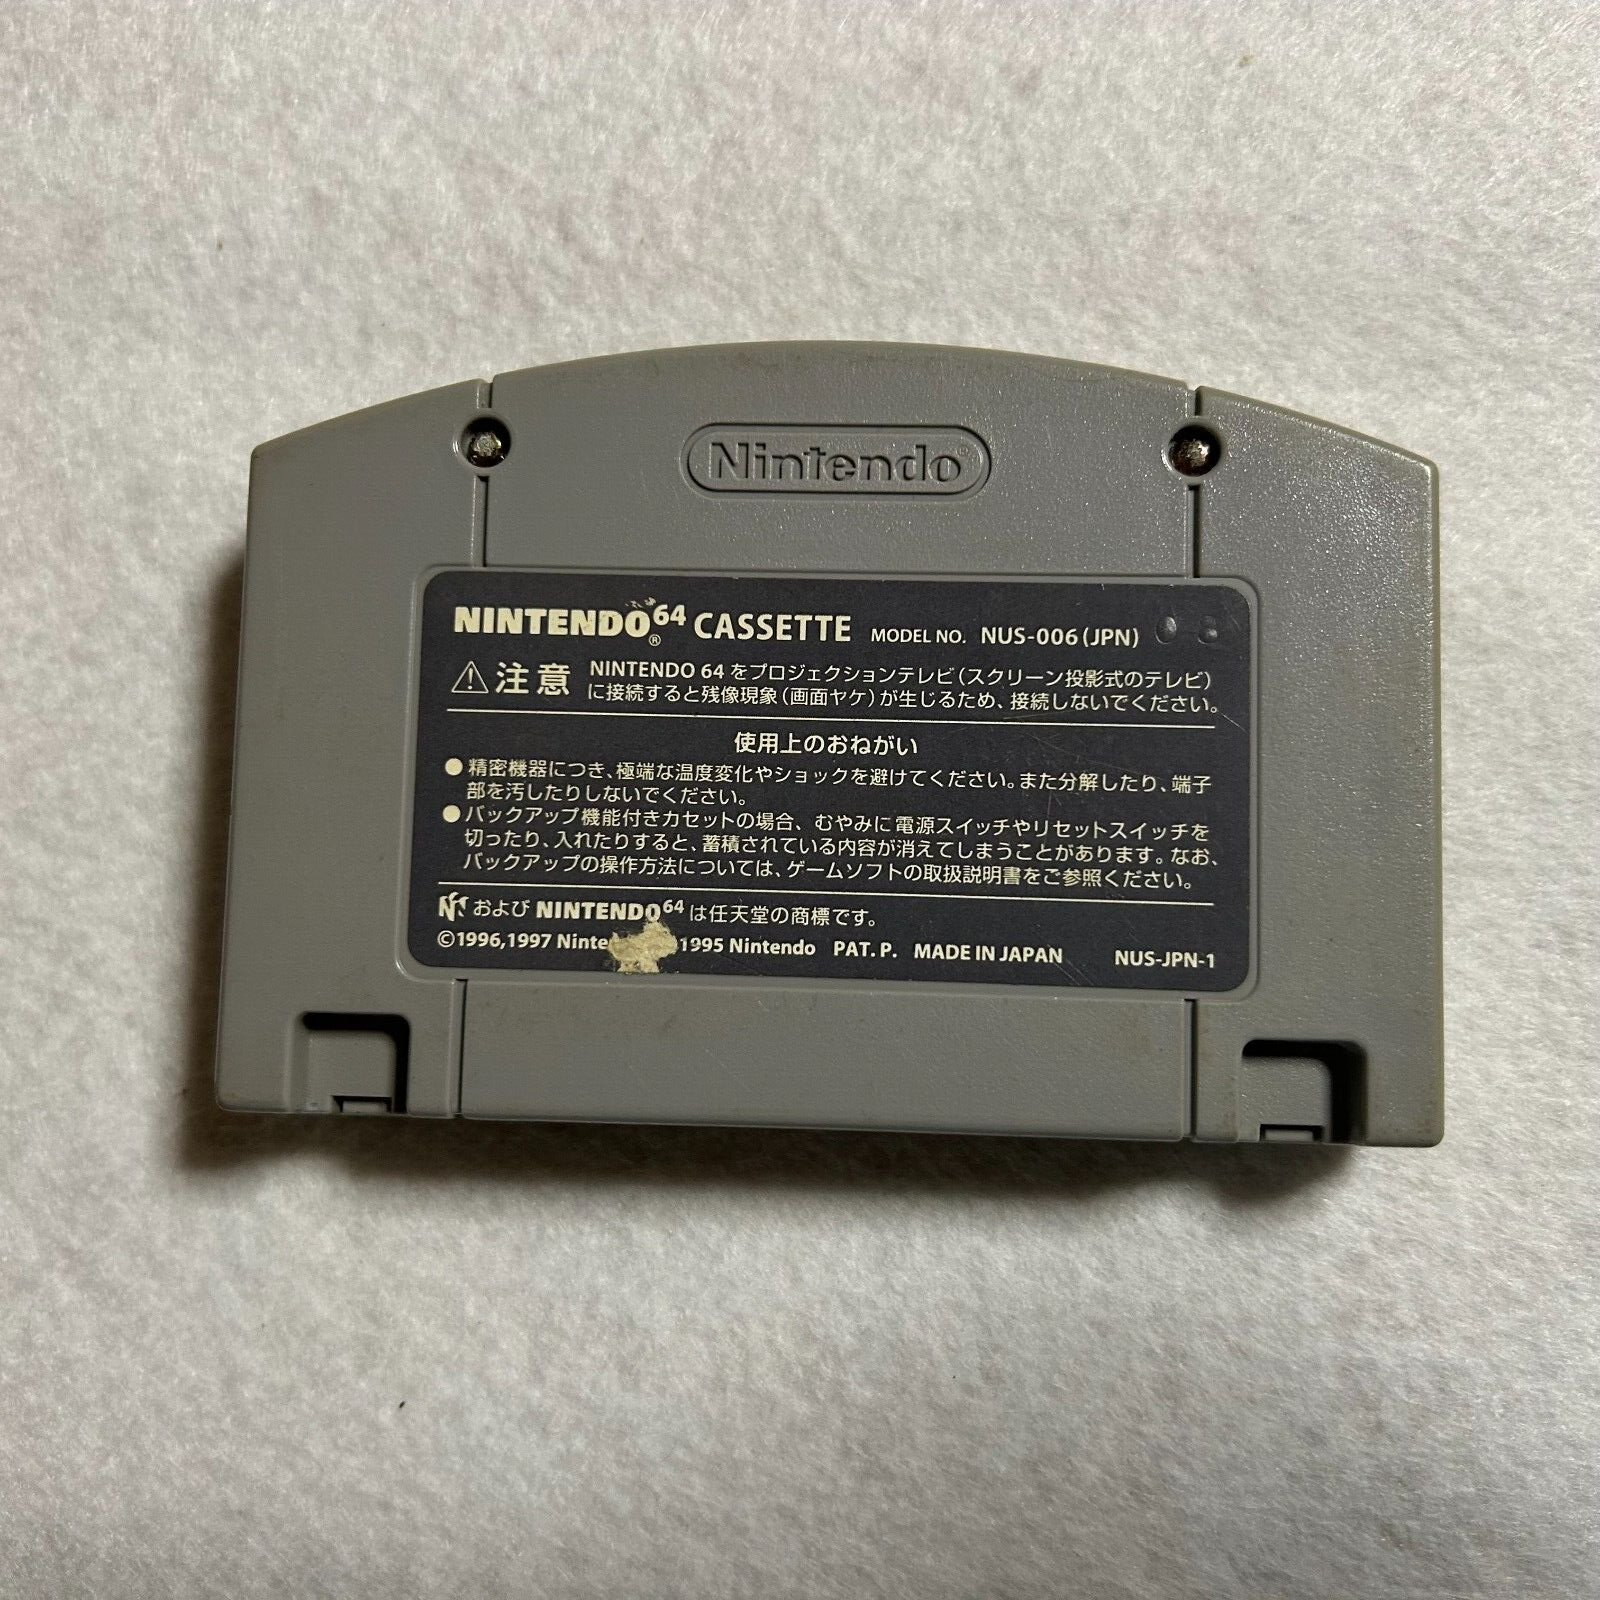 Nintendo®
NINTENDO64® CASSETTE MODEL NO. NUS-006(JPN) 08
注意 NINTENDO 64 をプロジェクションテレビ(スクリーン投影式のテレビ)
に接続すると残像現象(画面ヤケ)が生じるため、接続しないでください。
使用上のおねがい
●精密機器につき、極端な温度変化やショックを避けてください。また分解したり、端子
部を汚したりしないでください。
●バックアップ機能付きカセットの場合、むやみに電源スイッチやリセットスイッチを
切ったり、入れたりすると、蓄積されている内容が消えてしまうことがあります。なお、
バックアップの操作方法については、ゲームソフトの取扱説明書をご参照ください。
および NINTENDO64 は任天堂の商標です。
©1996,1997 1995 Nintendo PAT. P. MADE IN JAPAN NUS-JPN-1